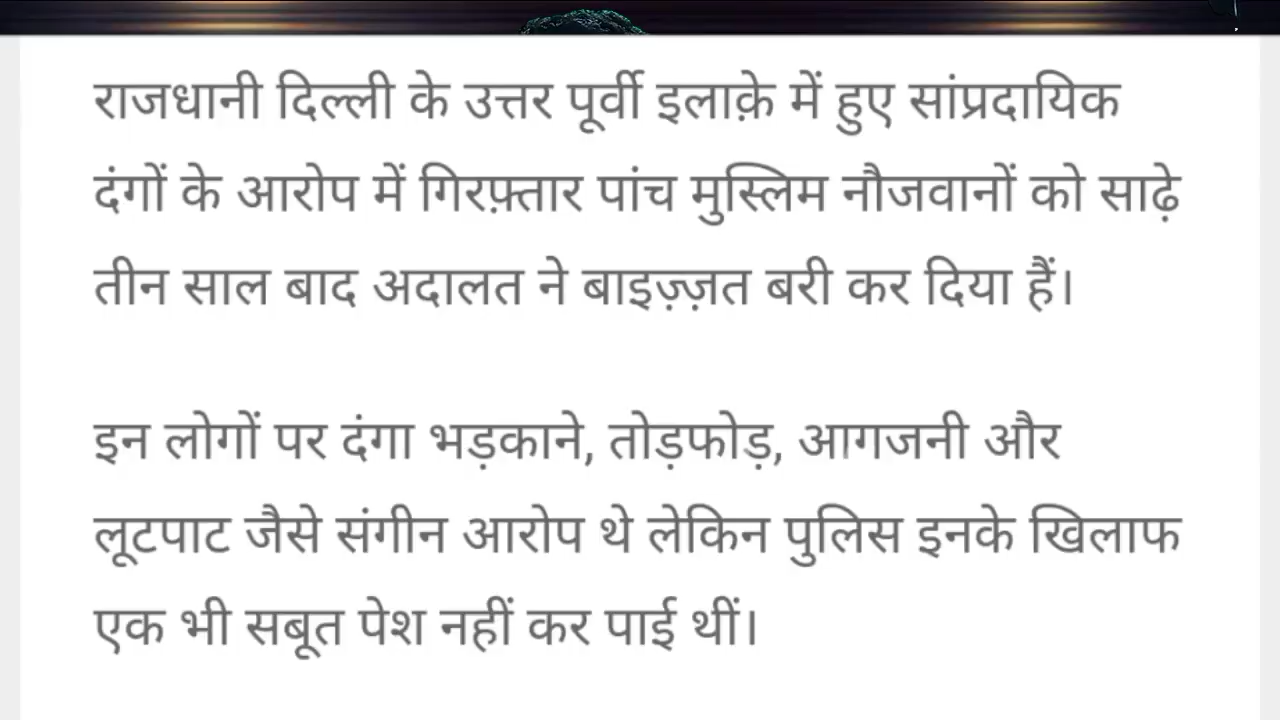 राजधानी दिल्ली के उत्तर पूर्वी इलाक़े में हुए सांप्रदायिक
दंगों के आरोप में गिरफ़्तार पांच मुस्लिम नौजवानों को साढ़े
तीन साल बाद अदालत ने बाइज़्ज़त बरी कर दिया हैं।
इन लोगों पर दंगा भड़काने, तोड़फोड़, आगजनी और
लूटपाट जैसे संगीन आरोप थे लेकिन पुलिस इनके खिलाफ
एक भी सबूत पेश नहीं कर पाई थीं।